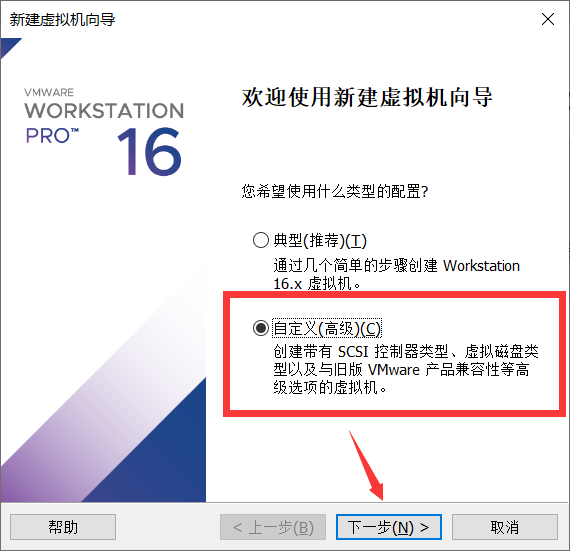 新建虚拟机向导
VMWARE
WORKSTATION
PRO™ 16
欢迎使用新建虚拟机向导
您希望使用什么类型的配置?
典型(推荐)(T)
通过几个简单的步骤创建 Workstation
16.x 虚拟机。
自定义(高级)(C)
创建带有 SCSI 控制器类型、虚拟磁盘类
型以及与旧版 VMware 产品兼容性等高
级选项的虚拟机。
帮助
< 上一步(B)
下一步(N) >
取消